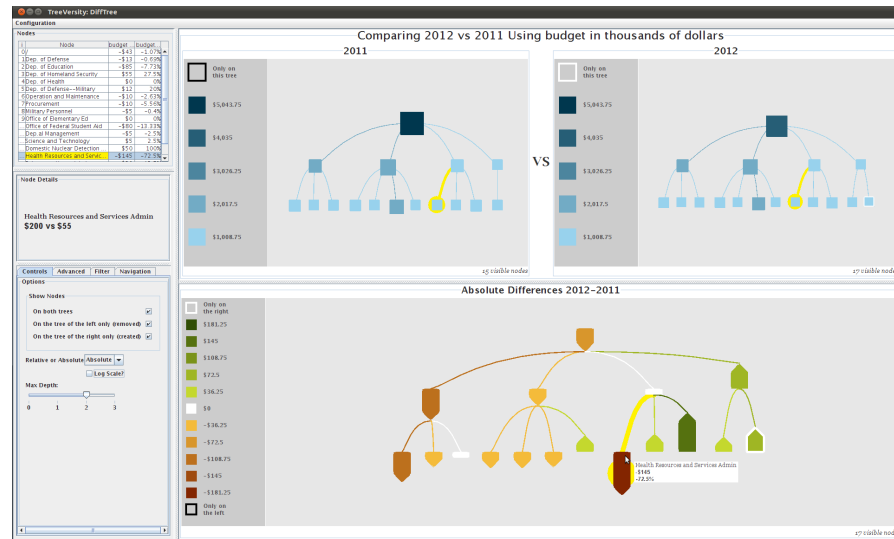 TreeVersity: DiffTree
Configuration
Nodes
i Node budget budget...
0 / -$43 -1.07%
1 Dep. of Defense -$13 -0.69%
2 Dep. of Education -$85 -7.73%
3 Dep. of Homeland Security $55 27.5%
4 Dep. of Health $0 0%
5 Dep. of Defense--Military $12 20%
6 Operation and Maintenance -$10 -2.63%
7 Procurement -$10 -5.56%
8 Military Personnel -$5 -0.4%
9 Office of Elementary Ed $0 0%
Office of Federal Student Aid -$80 -13.33%
Dep.al Management -$5 -2.5%
Science and Technology $5 2.5%
Domestic Nuclear Detection $50 100%
Health Resources and Servic... -$145 -72.5%
Node Details
Health Resources and Services Admin
$200 vs $55
Controls Advanced Filter Navigation
Options
Show Nodes
On both trees
On the tree of the left only (removed)
On the tree of the right only (created)
Relative or Absolute Absolute
Log Scale?
Max Depth:
0 1 2 3
Comparing 2012 vs 2011 Using budget in thousands of dollars
2011
Only on
this tree
$5,043.75
$4,035
$3,026.25
$2,017.5
$1,008.75
15 visible nodes
VS
2012
Only on
this tree
$5,043.75
$4,035
$3,026.25
$2,017.5
$1,008.75
17 visible nodes
Absolute Differences 2012-2011
Only on
the right
$181.25
$145
$108.75
$72.5
$36.25
$0
-$36.25
-$72.5
-$108.75
-$145
-$181.25
Only on
the left
Health Resources and Services Admin
-$145
-72.5%
17 visible nodes